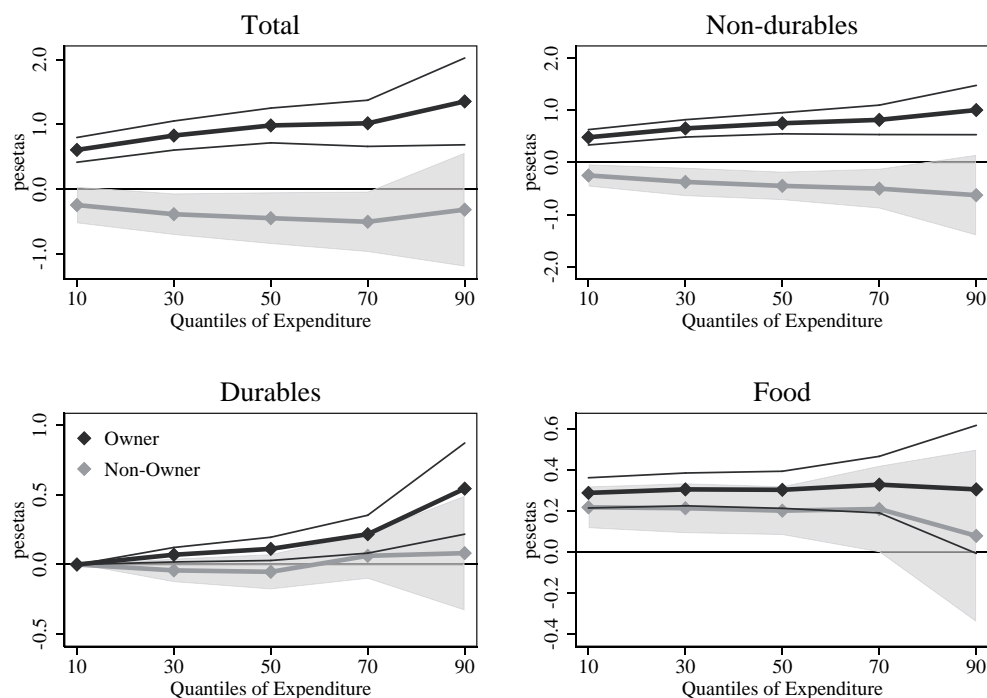 Total
pesetas
2.0
1.0
0.0
-1.0
10 30 50 70 90
Quantiles of Expenditure
Non-durables
pesetas
2.0
1.0
0.0
-1.0
-2.0
10 30 50 70 90
Quantiles of Expenditure
Durables
pesetas
1.0
0.5
0.0
-0.5
Owner
Non-Owner
10 30 50 70 90
Quantiles of Expenditure
Food
pesetas
0.6
0.4
0.2
0.0
-0.2
-0.4
10 30 50 70 90
Quantiles of Expenditure